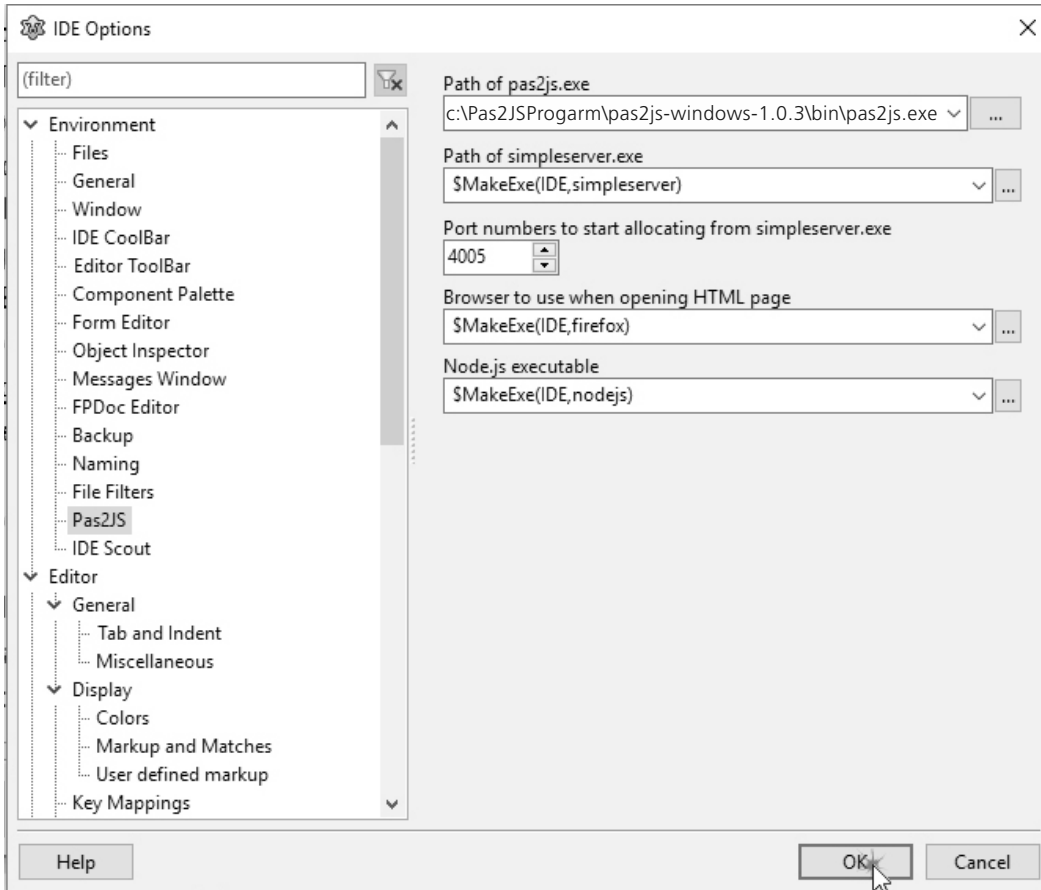 IDE Options
(filter)
Environment
Files
General
Window
IDE CoolBar
Editor ToolBar
Component Palette
Form Editor
Object Inspector
Messages Window
FPDoc Editor
Backup
Naming
File Filters
Pas2JS
IDE Scout
Editor
General
Tab and Indent
Miscellaneous
Display
Colors
Markup and Matches
User defined markup
Key Mappings
Path of pas2js.exe
c:\Pas2JSProgarm\pas2js-windows-1.0.3\bin\pas2js.exe
...
Path of simpleserver.exe
$MakeExe(IDE,simpleserver)
...
Port numbers to start allocating from simpleserver.exe
4005
Browser to use when opening HTML page
$MakeExe(IDE,firefox)
...
Node.js executable
$MakeExe(IDE,nodejs)
...
Help
OK
Cancel